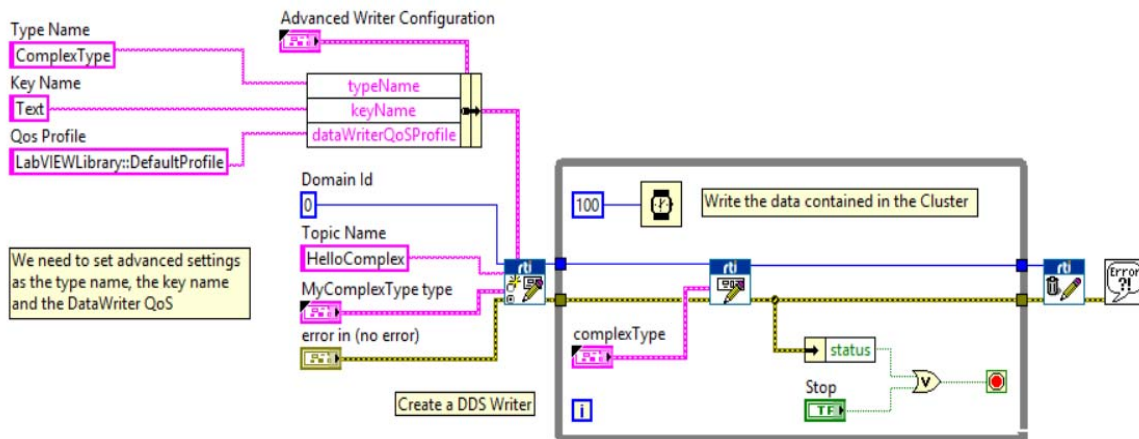 Type Name
ComplexType
Key Name
Text
Qos Profile
LabVIEWLibrary::DefaultProfile
Advanced Writer Configuration
typeName
keyName
dataWriterQoSProfile
We need to set advanced settings
as the type name, the key name
and the DataWriter QoS
Domain Id
0
Topic Name
HelloComplex
MyComplexType type
error in (no error)
Create a DDS Writer
rti
100
Write the data contained in the Cluster
rti
complexType
status
Stop
TF
V
i
rti
Error
?!